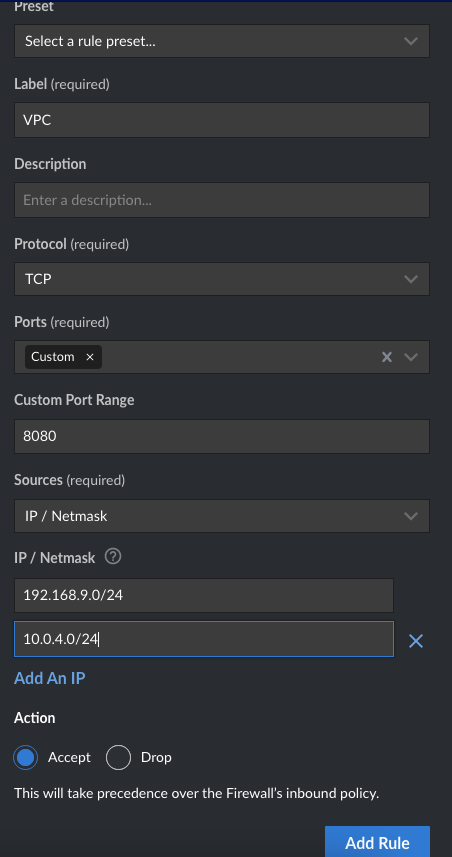 Preset
Select a rule preset...
Label (required)
VPC
Description
Enter a description...
Protocol (required)
TCP
Ports (required)
Custom ×
Custom Port Range
8080
Sources (required)
IP / Netmask
IP / Netmask ?
192.168.9.0/24
10.0.4.0/24
Add An IP
Action
Accept Drop
This will take precedence over the Firewall's inbound policy.
Add Rule